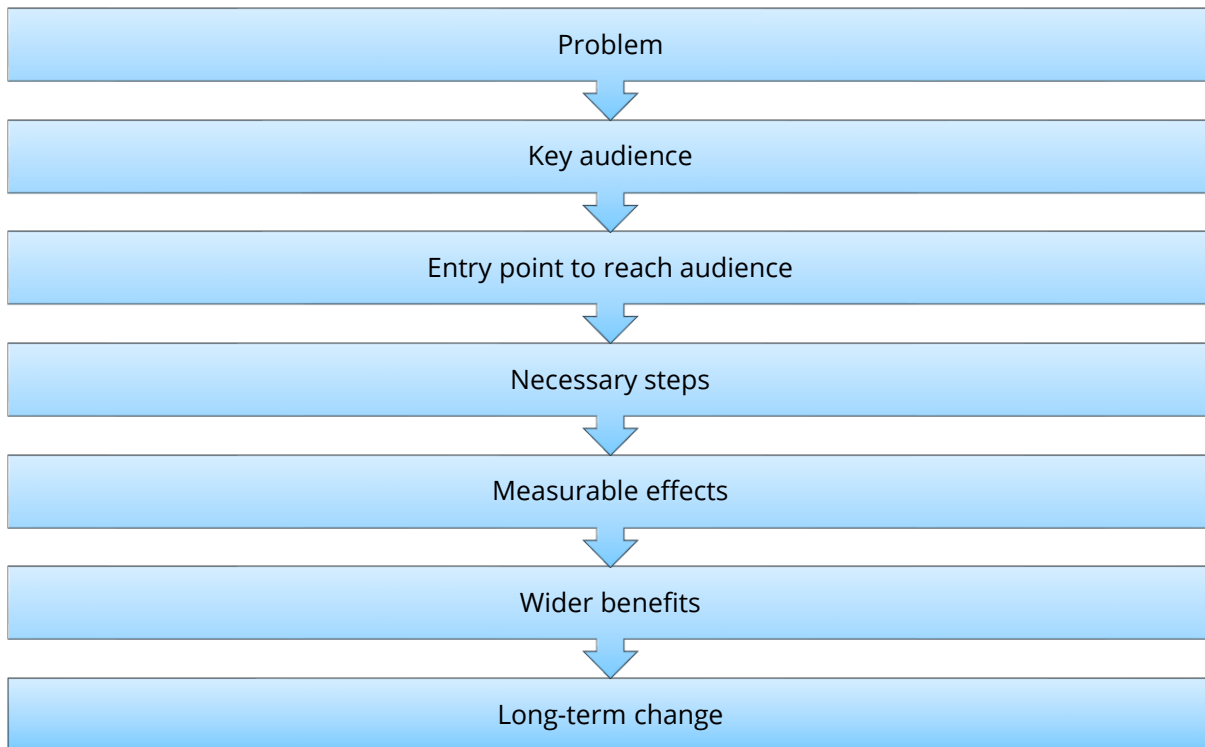 Problem
Key audience
Entry point to reach audience
Necessary steps
Measurable effects
Wider benefits
Long-term change